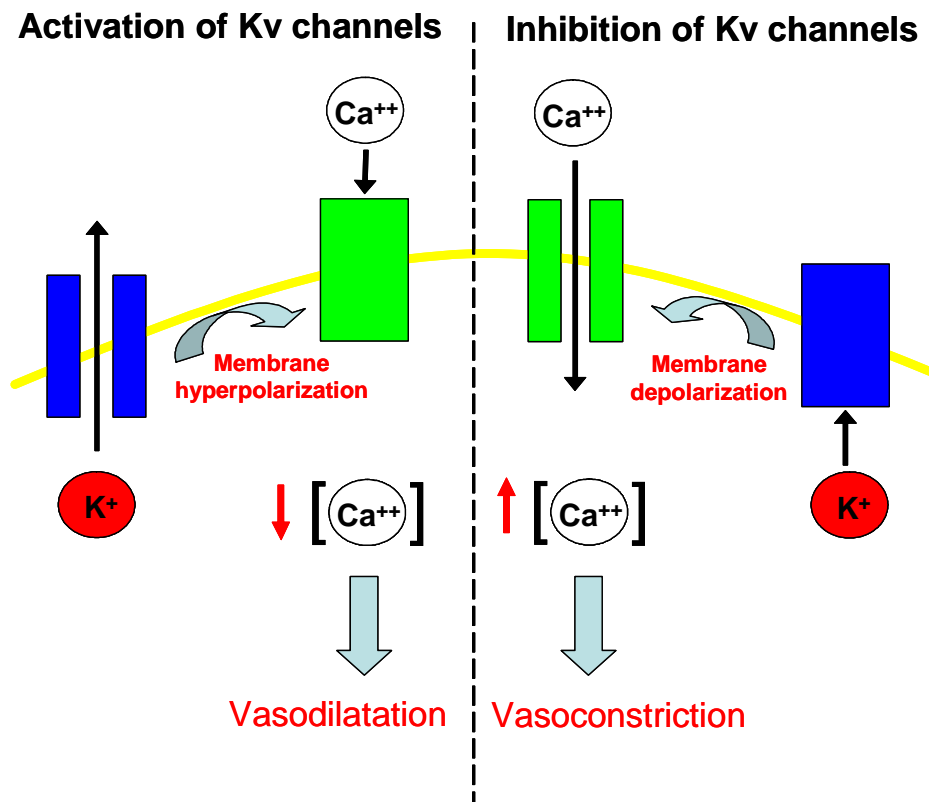 Activation of Kv channels
Ca++
Membrane
hyperpolarization
K+
[Ca++]
Vasodilatation
Inhibition of Kv channels
Ca++
Membrane
depolarization
[Ca++]
K+
Vasoconstriction